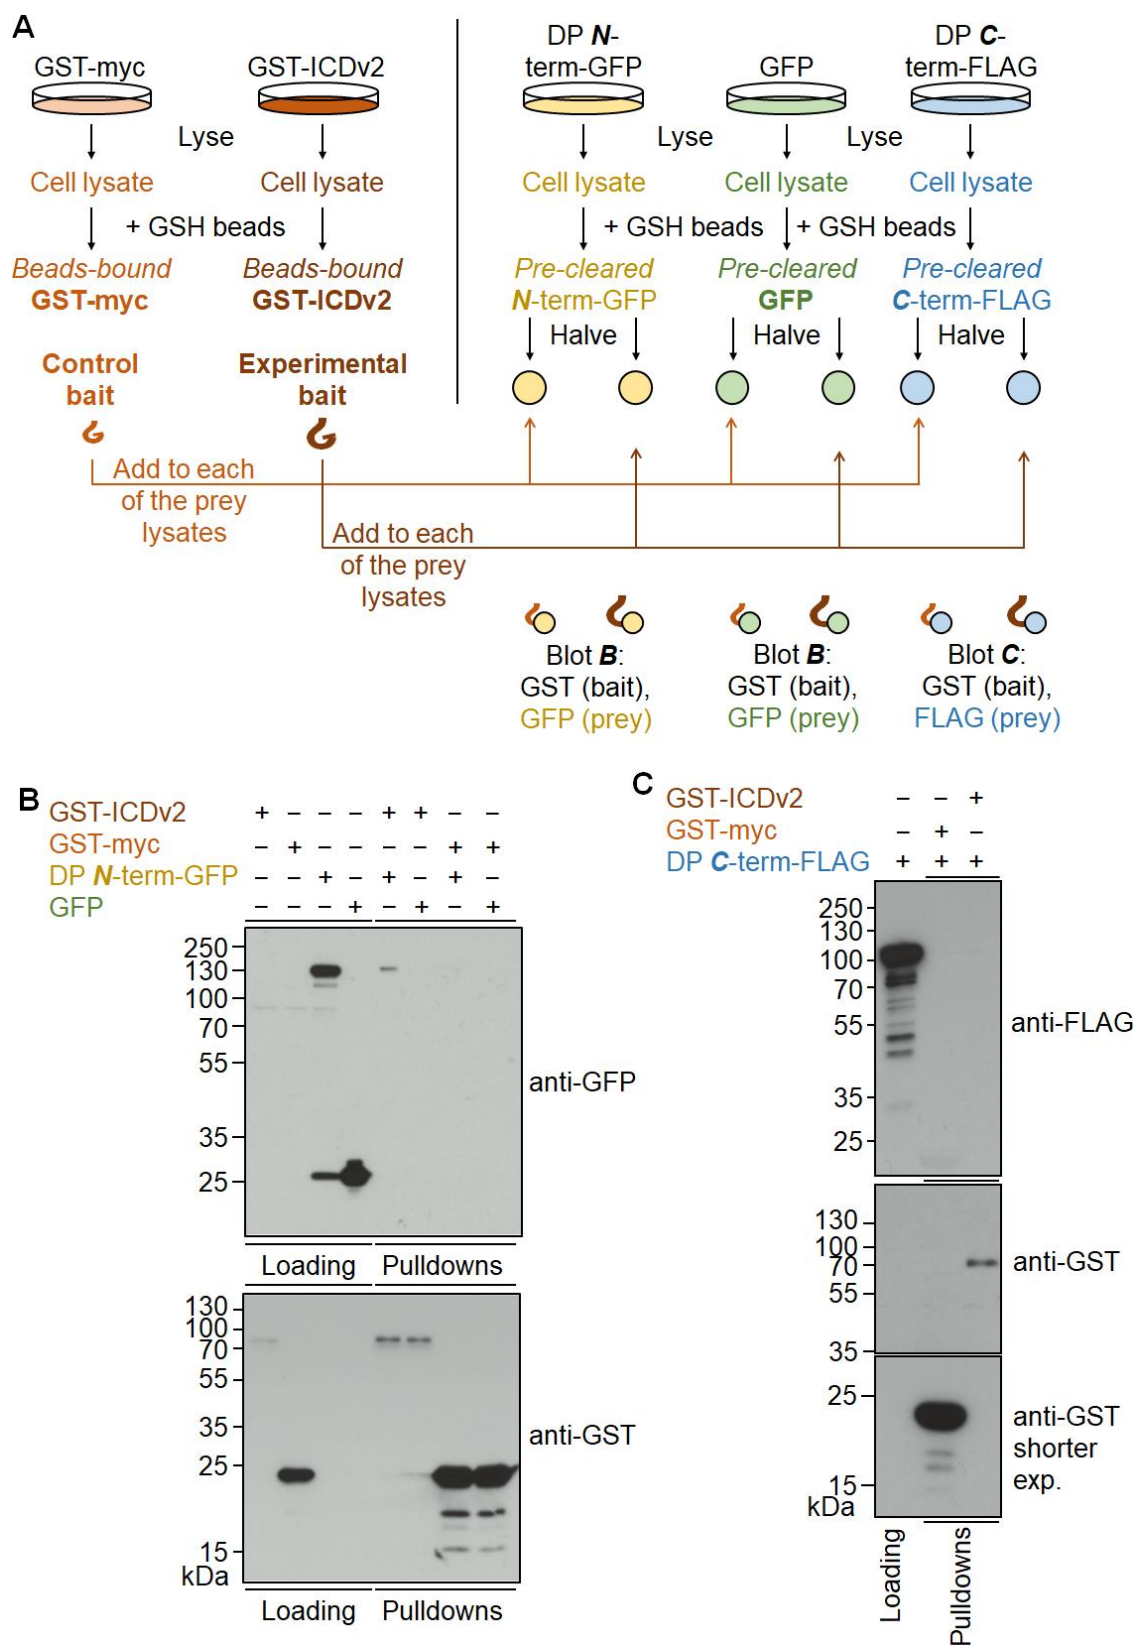 A
GST-myc GST-ICDv2
DP N-
term-GFP
GFP
DP C-
term-FLAG
Lyse Lyse Lyse
Cell lysate Cell lysate Cell lysate Cell lysate Cell lysate
+ GSH beads + GSH beads + GSH beads
Beads-bound
GST-myc
Beads-bound
GST-ICDv2
Pre-cleared
N-term-GFP
Pre-cleared
GFP
Pre-cleared
C-term-FLAG
Halve Halve Halve
Control
bait
Experimental
bait
Add to each
of the prey
lysates
Add to each
of the prey
lysates
Blot B:
GST (bait),
GFP (prey)
Blot B:
GST (bait),
GFP (prey)
Blot C:
GST (bait),
FLAG (prey)
B
GST-ICDv2 + – – – + + – –
GST-myc – + – – – – + +
DP N-term-GFP – – + – + – + –
GFP – – – + – + – +
250
130
100
70
55
35
25
anti-GFP
Loading Pulldowns
130
100
70
55
35
25
15
kDa
anti-GST
Loading Pulldowns
C
GST-ICDv2 – – +
GST-myc – + –
DP C-term-FLAG + + +
250
130
100
70
55
35
25
anti-FLAG
130
100
70
55
35
anti-GST
25
15
kDa
anti-GST
shorter
exp.
Loading
Pulldowns